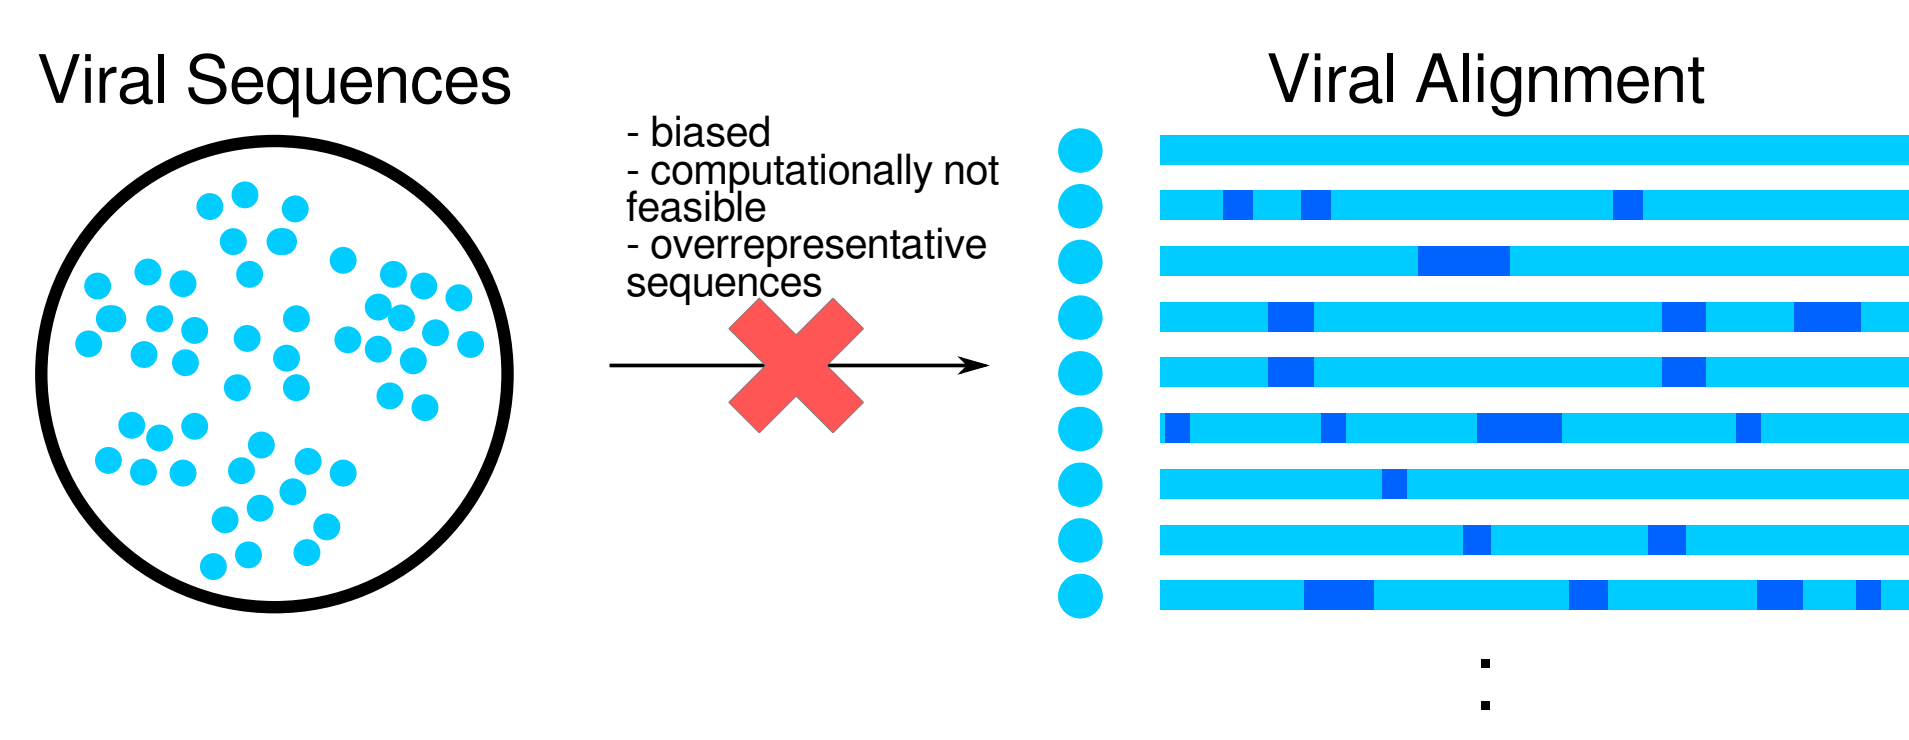 Viral Sequences
Viral Alignment
- biased
- computationally not
feasible
- overrepresentative
sequences